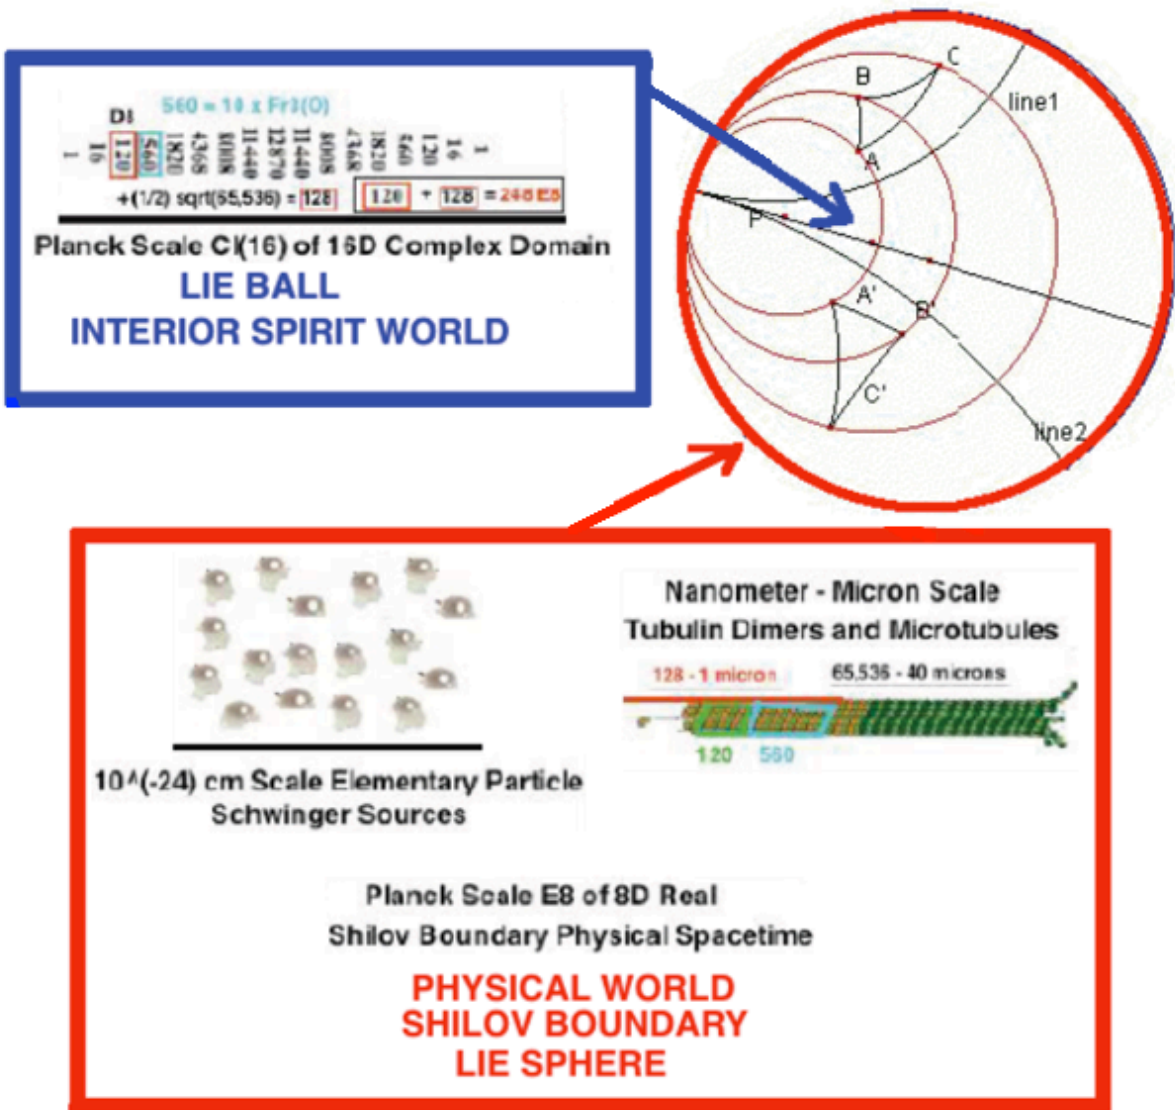 560 = 10 x Fr3(O)
D8
1 16 120 560 1820 4368 8008 11440 12870 11440 8008 4368 1820 560 120 16 1
+(1/2) sqrt(65,536) = 128
120 + 128 = 248 E8
Planck Scale Cl(16) of 16D Complex Domain
LIE BALL
INTERIOR SPIRIT WORLD
C
B
line1
A
P
A'
B'
C'
line2
Nanometer - Micron Scale
Tubulin Dimers and Microtubules
128 - 1 micron
65,536 - 40 microns
120
560
10^(-24) cm Scale Elementary Particle
Schwinger Sources
Planck Scale E8 of 8D Real
Shilov Boundary Physical Spacetime
PHYSICAL WORLD
SHILOV BOUNDARY
LIE SPHERE